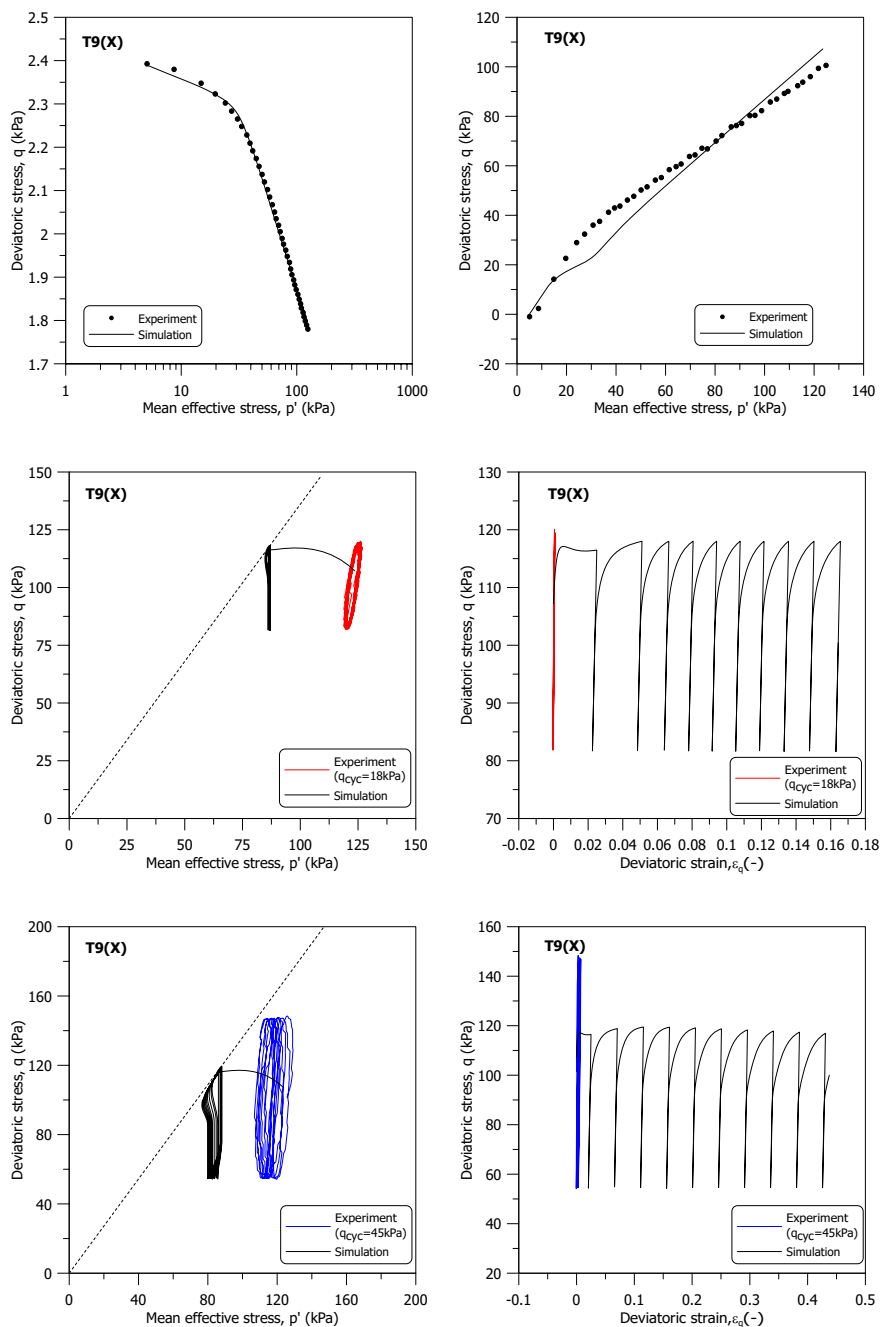 T9(X)
2.5
2.4
2.3
2.2
2.1
2
1.9
1.8
1.7
Deviatoric stress, q (kPa)
Experiment
Simulation
1 10 100 1000
Mean effective stress, p' (kPa)
T9(X)
120
100
80
60
40
20
0
-20
Deviatoric stress, q (kPa)
Experiment
Simulation
0 20 40 60 80 100 120 140
Mean effective stress, p' (kPa)
T9(X)
150
125
100
75
50
25
0
Deviatoric stress, q (kPa)
Experiment
(qcyc=18kPa)
Simulation
0 25 50 75 100 125 150
Mean effective stress, p' (kPa)
T9(X)
130
120
110
100
90
80
70
Deviatoric stress, q (kPa)
Experiment
(qcyc=18kPa)
Simulation
-0.02 0 0.02 0.04 0.06 0.08 0.1 0.12 0.14 0.16 0.18
Deviatoric strain,εq(-)
T9(X)
200
160
120
80
40
0
Deviatoric stress, q (kPa)
Experiment
(qcyc=45kPa)
Simulation
0 40 80 120 160 200
Mean effective stress, p' (kPa)
T9(X)
160
140
120
100
80
60
40
20
Deviatoric stress, q (kPa)
Experiment
(qcyc=45kPa)
Simulation
-0.1 0 0.1 0.2 0.3 0.4 0.5
Deviatoric strain,εq(-)